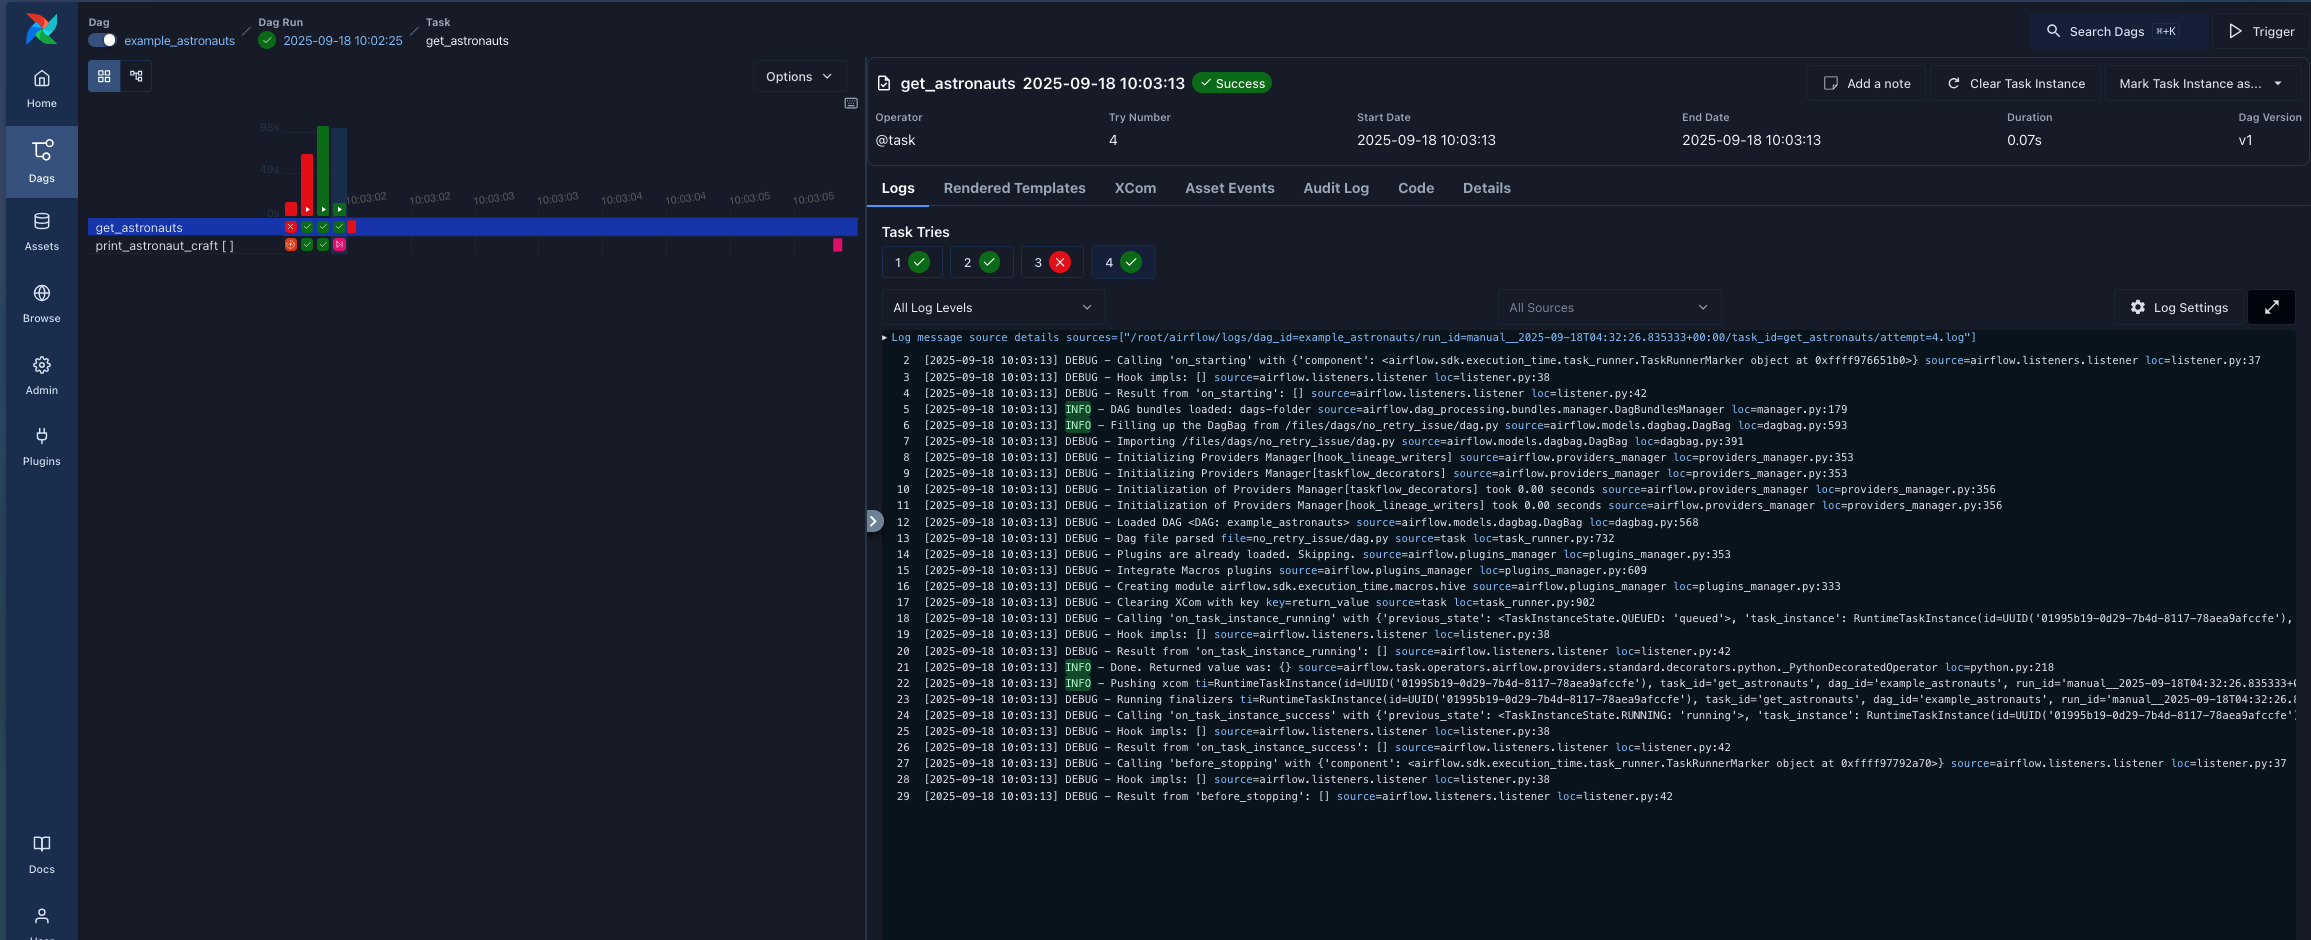 Dag
example_astronauts
Dag Run
2025-09-18 10:02:25
Task
get_astronauts
Search Dags ⌘+K
Trigger
Home
Dags
Assets
Browse
Admin
Plugins
Docs
Options
98s
49s
0s
10:03:02 10:03:02 10:03:03 10:03:03 10:03:04 10:03:04 10:03:05 10:03:05
get_astronauts
print_astronaut_craft [ ]
get_astronauts 2025-09-18 10:03:13 Success
Add a note
Clear Task Instance
Mark Task Instance as...
Operator Try Number Start Date End Date Duration Dag Version
@task 4 2025-09-18 10:03:13 2025-09-18 10:03:13 0.07s v1
Logs Rendered Templates XCom Asset Events Audit Log Code Details
Task Tries
1 2 3 4
All Log Levels
All Sources
Log Settings
Log message source details sources=["/root/airflow/logs/dag_id=example_astronauts/run_id=manual__2025-09-18T04:32:26.835333+00:00/task_id=get_astronauts/attempt=4.log"]
2 [2025-09-18 10:03:13] DEBUG - Calling 'on_starting' with {'component': <airflow.sdk.execution_time.task_runner.TaskRunnerMarker object at 0xffff976651b0>} source=airflow.listeners.listener loc=listener.py:37
3 [2025-09-18 10:03:13] DEBUG - Hook impls: [] source=airflow.listeners.listener loc=listener.py:38
4 [2025-09-18 10:03:13] DEBUG - Result from 'on_starting': [] source=airflow.listeners.listener loc=listener.py:42
5 [2025-09-18 10:03:13] INFO - DAG bundles loaded: dags-folder source=airflow.dag_processing.bundles.manager.DagBundlesManager loc=manager.py:179
6 [2025-09-18 10:03:13] INFO - Filling up the DagBag from /files/dags/no_retry_issue/dag.py source=airflow.models.dagbag.DagBag loc=dagbag.py:593
7 [2025-09-18 10:03:13] DEBUG - Importing /files/dags/no_retry_issue/dag.py source=airflow.models.dagbag.DagBag loc=dagbag.py:391
8 [2025-09-18 10:03:13] DEBUG - Initializing Providers Manager[hook_lineage_writers] source=airflow.providers_manager loc=providers_manager.py:353
9 [2025-09-18 10:03:13] DEBUG - Initializing Providers Manager[taskflow_decorators] source=airflow.providers_manager loc=providers_manager.py:353
10 [2025-09-18 10:03:13] DEBUG - Initialization of Providers Manager[taskflow_decorators] took 0.00 seconds source=airflow.providers_manager loc=providers_manager.py:356
11 [2025-09-18 10:03:13] DEBUG - Initialization of Providers Manager[hook_lineage_writers] took 0.00 seconds source=airflow.providers_manager loc=providers_manager.py:356
12 [2025-09-18 10:03:13] DEBUG - Loaded DAG <DAG: example_astronauts> source=airflow.models.dagbag.DagBag loc=dagbag.py:568
13 [2025-09-18 10:03:13] DEBUG - Dag file parsed file=no_retry_issue/dag.py source=task loc=task_runner.py:732
14 [2025-09-18 10:03:13] DEBUG - Plugins are already loaded. Skipping. source=airflow.plugins_manager loc=plugins_manager.py:353
15 [2025-09-18 10:03:13] DEBUG - Integrate Macros plugins source=airflow.plugins_manager loc=plugins_manager.py:609
16 [2025-09-18 10:03:13] DEBUG - Creating module airflow.sdk.execution_time.macros.hive source=airflow.plugins_manager loc=plugins_manager.py:333
17 [2025-09-18 10:03:13] DEBUG - Clearing XCom with key key=return_value source=task loc=task_runner.py:902
18 [2025-09-18 10:03:13] DEBUG - Calling 'on_task_instance_running' with {'previous_state': <TaskInstanceState.QUEUED: 'queued'>, 'task_instance': RuntimeTaskInstance(id=UUID('01995b19-0d29-7b4d-8117-78aea9afccfe'),
19 [2025-09-18 10:03:13] DEBUG - Hook impls: [] source=airflow.listeners.listener loc=listener.py:38
20 [2025-09-18 10:03:13] DEBUG - Result from 'on_task_instance_running': [] source=airflow.listeners.listener loc=listener.py:42
21 [2025-09-18 10:03:13] INFO - Done. Returned value was: {} source=airflow.task.operators.airflow.providers.standard.decorators.python._PythonDecoratedOperator loc=python.py:218
22 [2025-09-18 10:03:13] INFO - Pushing xcom ti=RuntimeTaskInstance(id=UUID('01995b19-0d29-7b4d-8117-78aea9afccfe'), task_id='get_astronauts', dag_id='example_astronauts', run_id='manual__2025-09-18T04:32:26.835333+
23 [2025-09-18 10:03:13] DEBUG - Running finalizers ti=RuntimeTaskInstance(id=UUID('01995b19-0d29-7b4d-8117-78aea9afccfe'), task_id='get_astronauts', dag_id='example_astronauts', run_id='manual__2025-09-18T04:32:26.8
24 [2025-09-18 10:03:13] DEBUG - Calling 'on_task_instance_success' with {'previous_state': <TaskInstanceState.RUNNING: 'running'>, 'task_instance': RuntimeTaskInstance(id=UUID('01995b19-0d29-7b4d-8117-78aea9afccfe'
25 [2025-09-18 10:03:13] DEBUG - Hook impls: [] source=airflow.listeners.listener loc=listener.py:38
26 [2025-09-18 10:03:13] DEBUG - Result from 'on_task_instance_success': [] source=airflow.listeners.listener loc=listener.py:42
27 [2025-09-18 10:03:13] DEBUG - Calling 'before_stopping' with {'component': <airflow.sdk.execution_time.task_runner.TaskRunnerMarker object at 0xffff97792a70>} source=airflow.listeners.listener loc=listener.py:37
28 [2025-09-18 10:03:13] DEBUG - Hook impls: [] source=airflow.listeners.listener loc=listener.py:38
29 [2025-09-18 10:03:13] DEBUG - Result from 'before_stopping': [] source=airflow.listeners.listener loc=listener.py:42